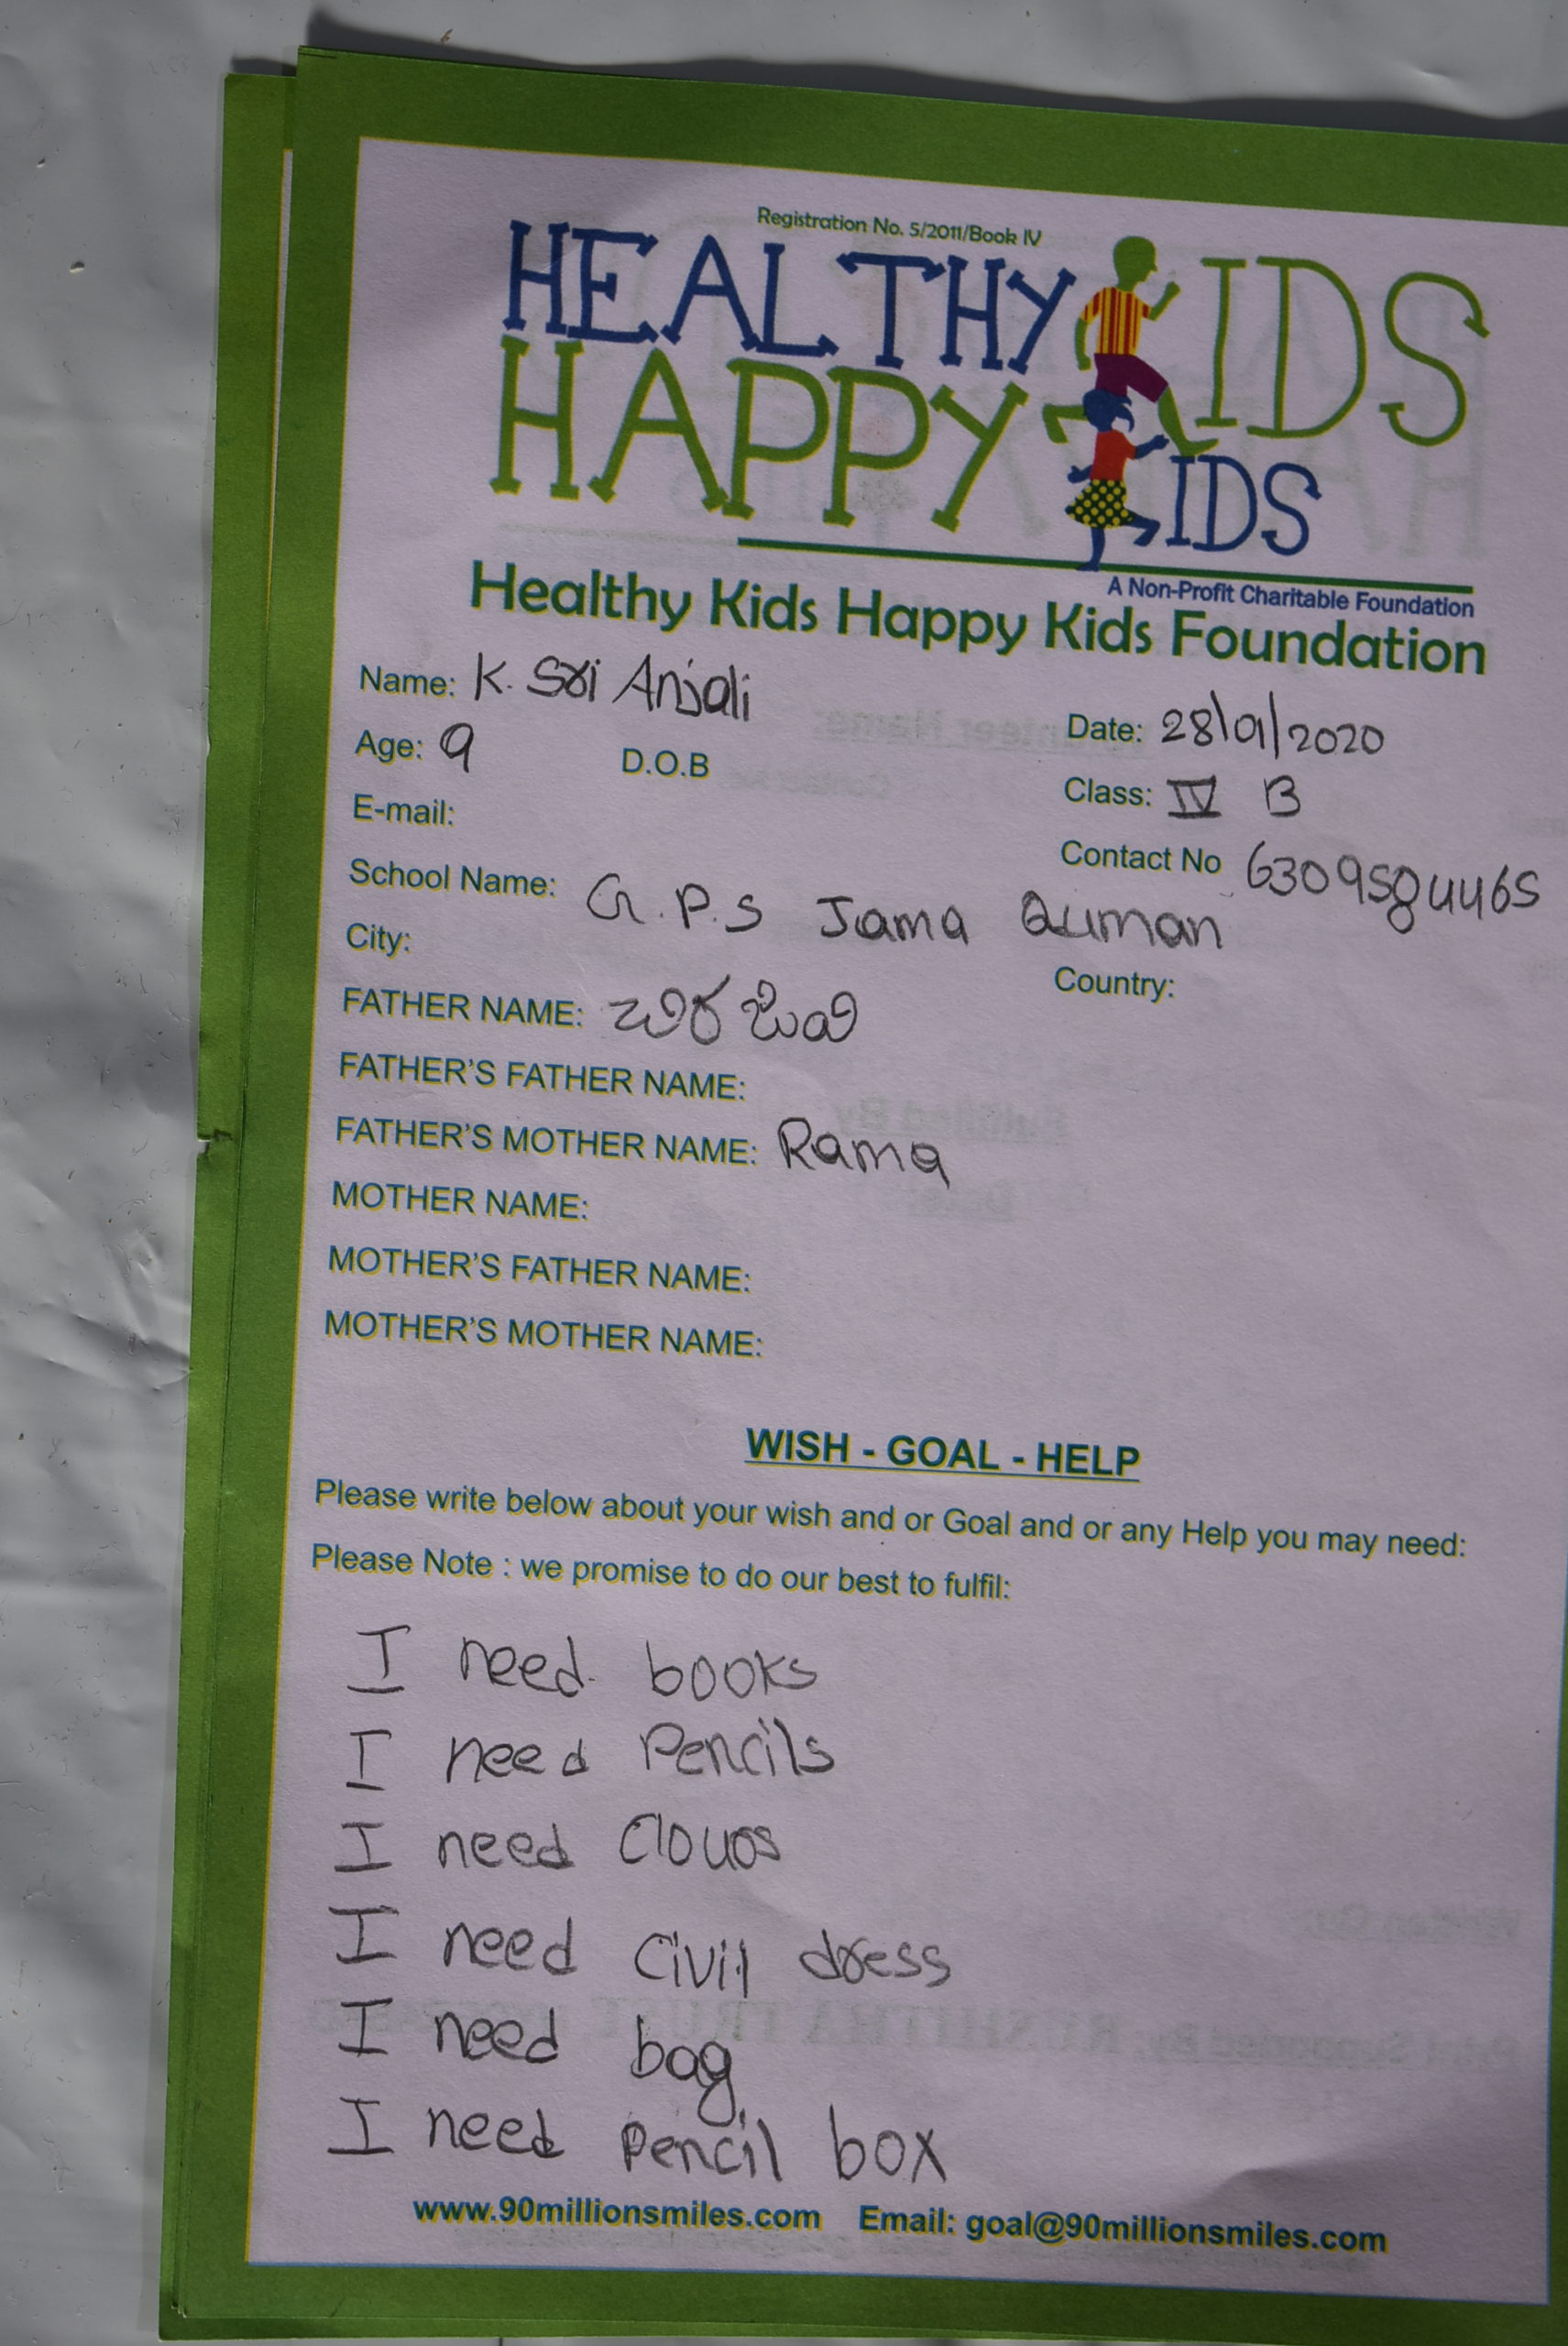 Registration No. 5/2011/Book IV
HEALTHY KIDS
HAPPY KIDS
A Non-Profit Charitable Foundation
Healthy Kids Happy Kids Foundation
Name: K. Sri Anjali
Date: 28/01/2020
Age: 9 D.O.B
Class: IV B
E-mail:
Contact No 6309584465
School Name: G.P.S Jama
City:
Country:
FATHER NAME:
FATHER'S FATHER NAME:
FATHER'S MOTHER NAME: Rama
MOTHER NAME:
MOTHER'S FATHER NAME:
MOTHER'S MOTHER NAME:
WISH - GOAL - HELP
Please write below about your wish and or Goal and or any Help you may need:
Please Note : we promise to do our best to fulfil:
I need books
I need Pencils
I need Clouos
I need Civil dress
I need bag
I need Pencil box
www.90millionsmiles.com Email: goal@90millionsmiles.com